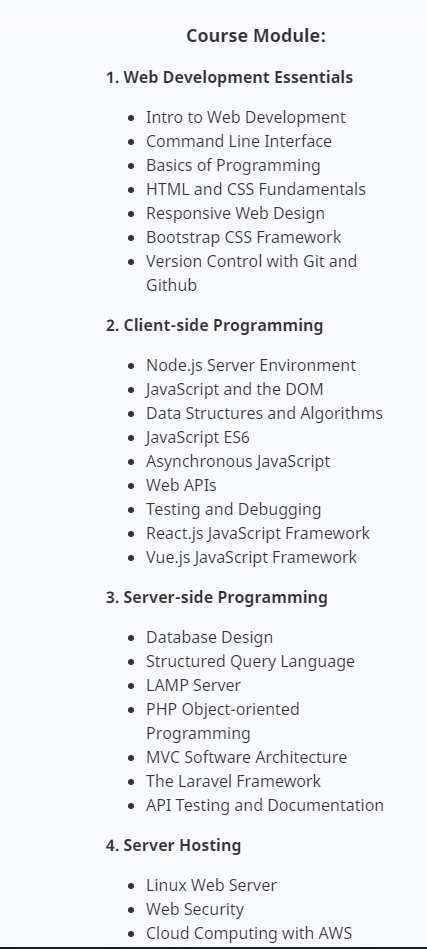 Course Module:
1. Web Development Essentials
• Intro to Web Development
• Command Line Interface
• Basics of Programming
• HTML and CSS Fundamentals
• Responsive Web Design
• Bootstrap CSS Framework
• Version Control with Git and
Github
2. Client-side Programming
• Node.js Server Environment
• JavaScript and the DOM
• Data Structures and Algorithms
• JavaScript ES6
• Asynchronous JavaScript
• Web APIs
• Testing and Debugging
• React.js JavaScript Framework
• Vue.js JavaScript Framework
3. Server-side Programming
• Database Design
• Structured Query Language
• LAMP Server
• PHP Object-oriented
Programming
• MVC Software Architecture
• The Laravel Framework
• API Testing and Documentation
4. Server Hosting
• Linux Web Server
• Web Security
• Cloud Computing with AWS